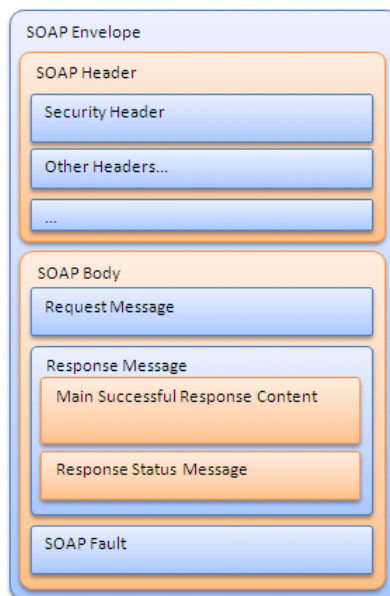 SOAP Envelope
SOAP Header
Security Header
Other Headers...
...
SOAP Body
Request Message
Response Message
Main Successful Response Content
Response Status Message
SOAP Fault